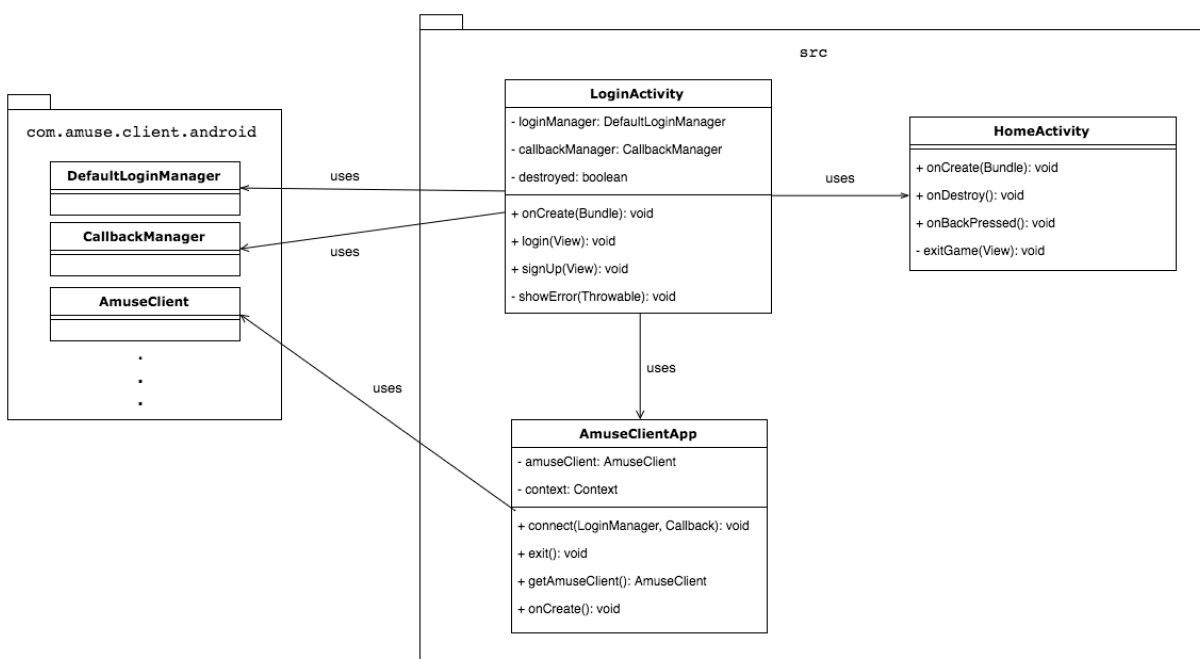 src
com.amuse.client.android
DefaultLoginManager
CallbackManager
AmuseClient
.
.
.
uses
uses
uses
LoginActivity
- loginManager: DefaultLoginManager
- callbackManager: CallbackManager
- destroyed: boolean
+ onCreate(Bundle): void
+ login(View): void
+ signUp(View): void
- showError(Throwable): void
uses
HomeActivity
+ onCreate(Bundle): void
+ onDestroy(): void
+ onBackPressed(): void
- exitGame(View): void
uses
AmuseClientApp
- amuseClient: AmuseClient
- context: Context
+ connect(LoginManager, Callback): void
+ exit(): void
+ getAmuseClient(): AmuseClient
+ onCreate(): void